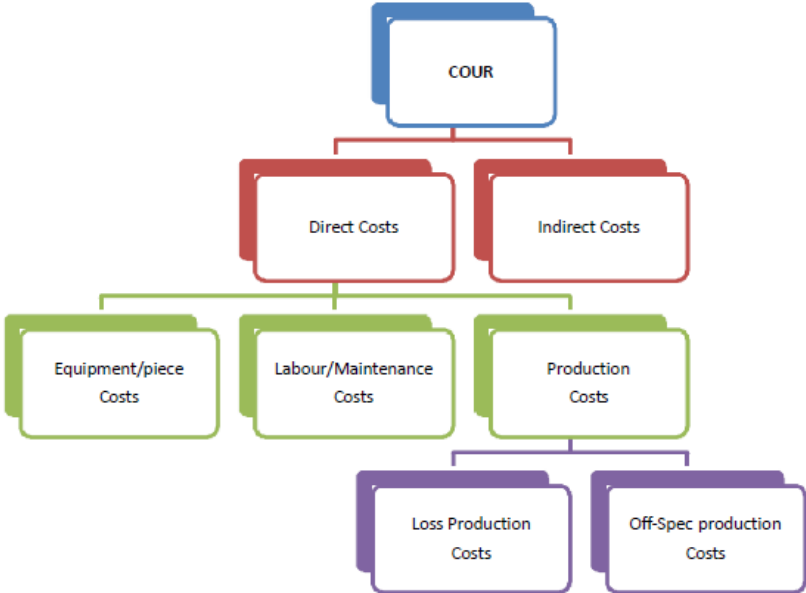 COUR
Direct Costs
Indirect Costs
Equipment/piece
Costs
Labour/Maintenance
Costs
Production
Costs
Loss Production
Costs
Off-Spec production
Costs